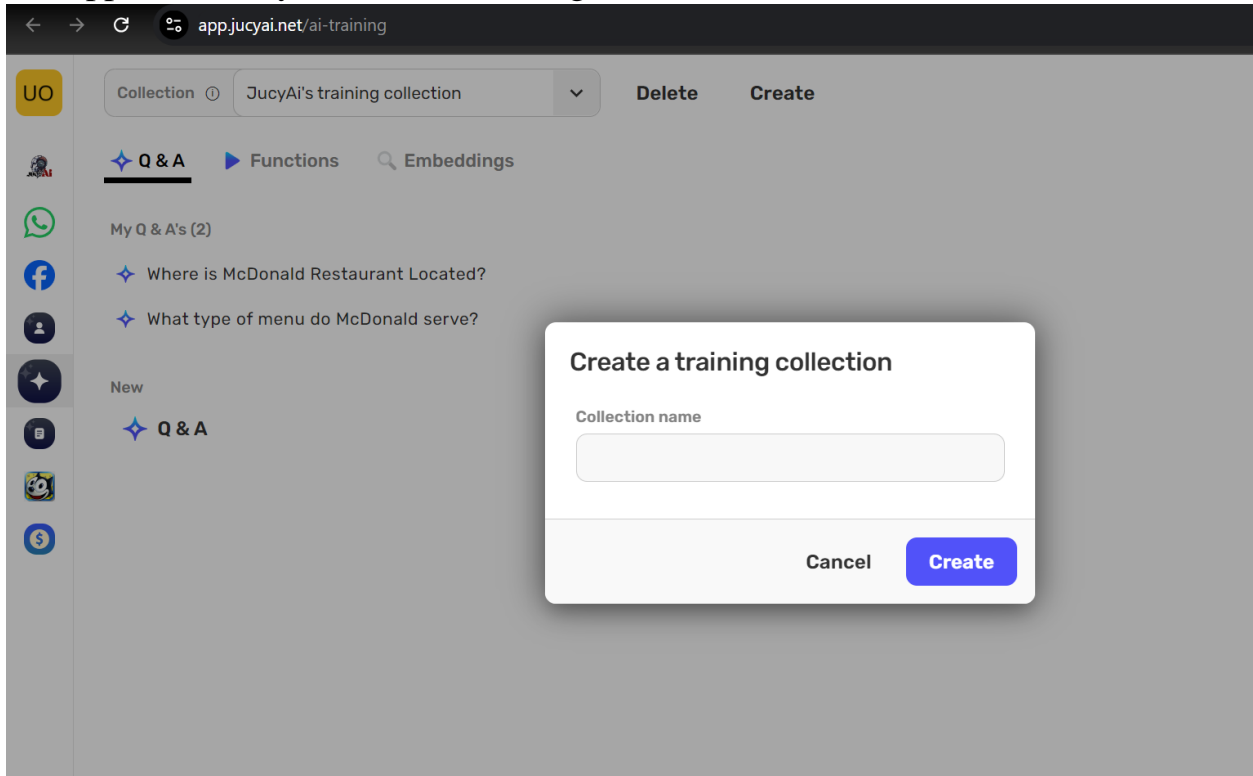 app.jucyai.net/ai-training
UO
Collection
JucyAi's training collection
Delete
Create
Q & A
Functions
Embeddings
My Q & A's (2)
Where is McDonald Restaurant Located?
What type of menu do McDonald serve?
New
Q & A
Create a training collection
Collection name
Cancel
Create